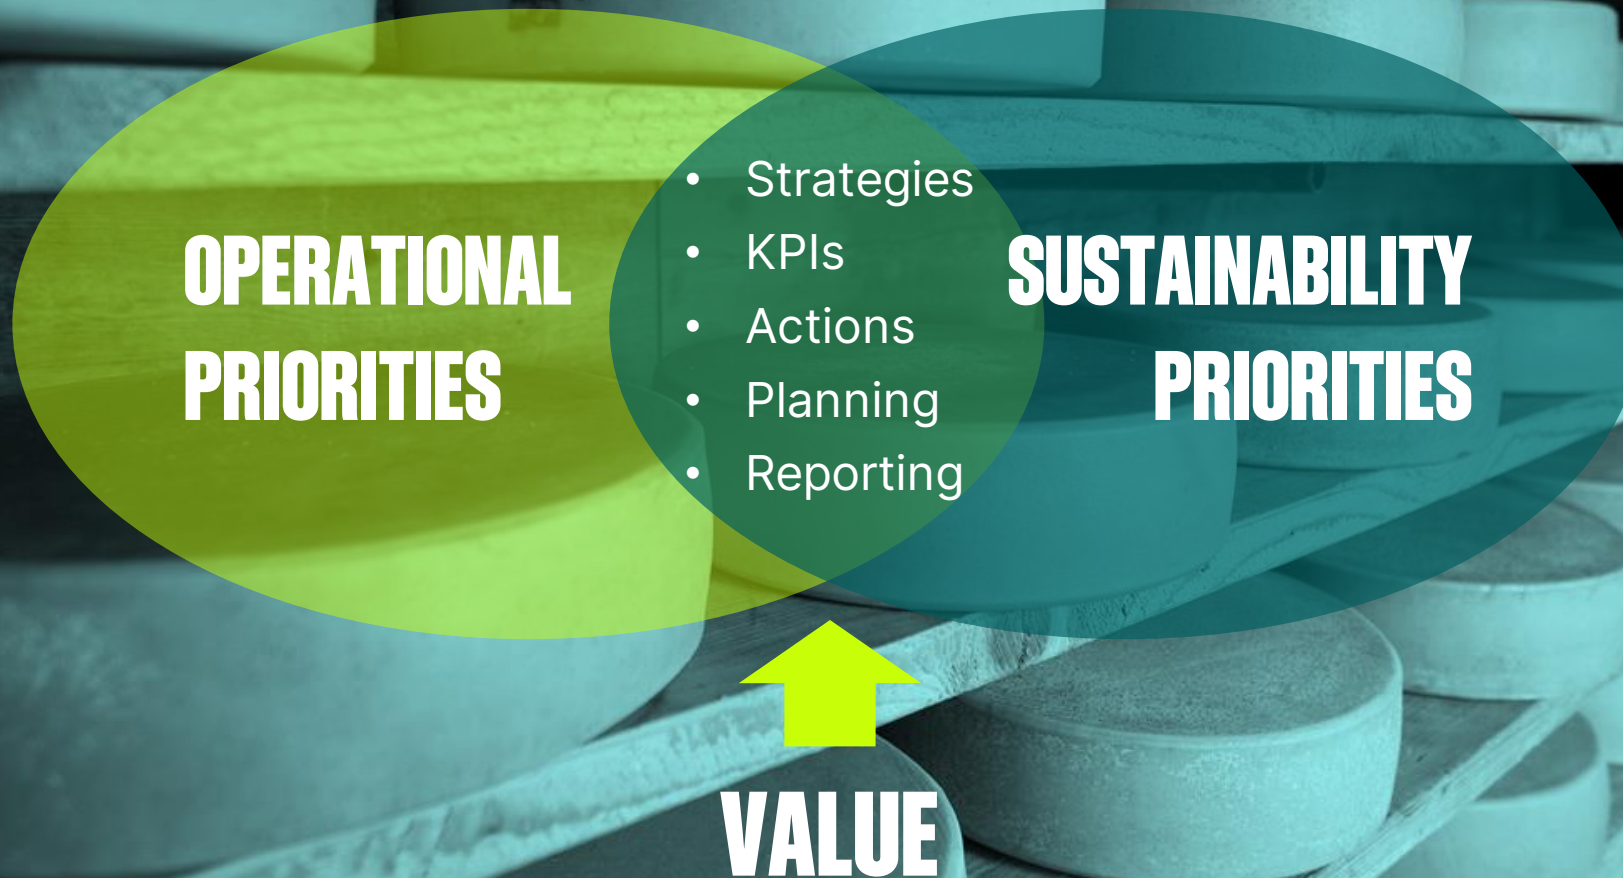 OPERATIONAL
PRIORITIES
• Strategies
• KPIs
• Actions
• Planning
• Reporting
SUSTAINABILITY
PRIORITIES
VALUE